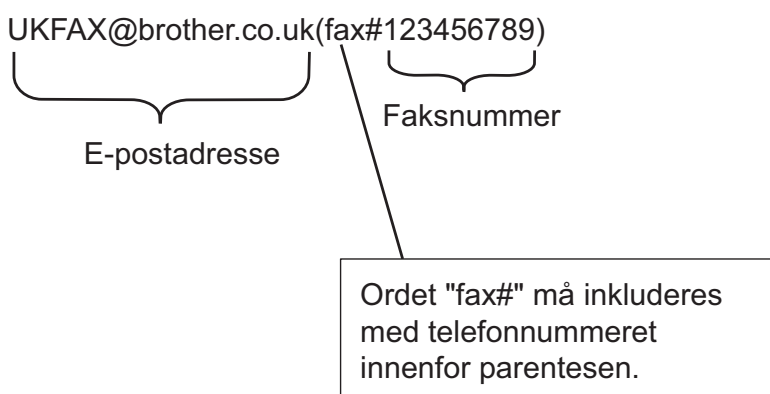 UKFAX@brother.co.uk(fax#123456789)
Faksnummer
E-postadresse
Ordet "fax#" må inkluderes
med telefonnummeret
innenfor parentesen.